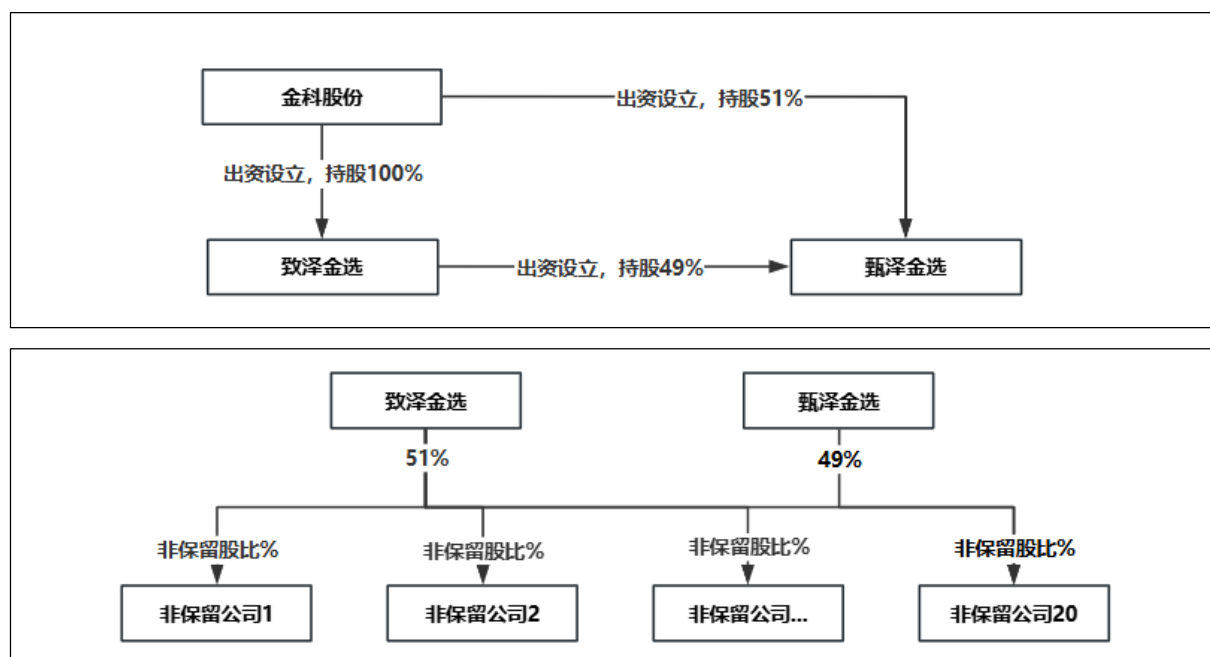 金科股份
出资设立，持股51%
出资设立，持股100%
致泽金选
出资设立，持股49%
甄泽金选
致泽金选
甄泽金选
51%
49%
非保留股比%
非保留股比%
非保留股比%
非保留股比%
非保留公司1
非保留公司2
非保留公司...
非保留公司20